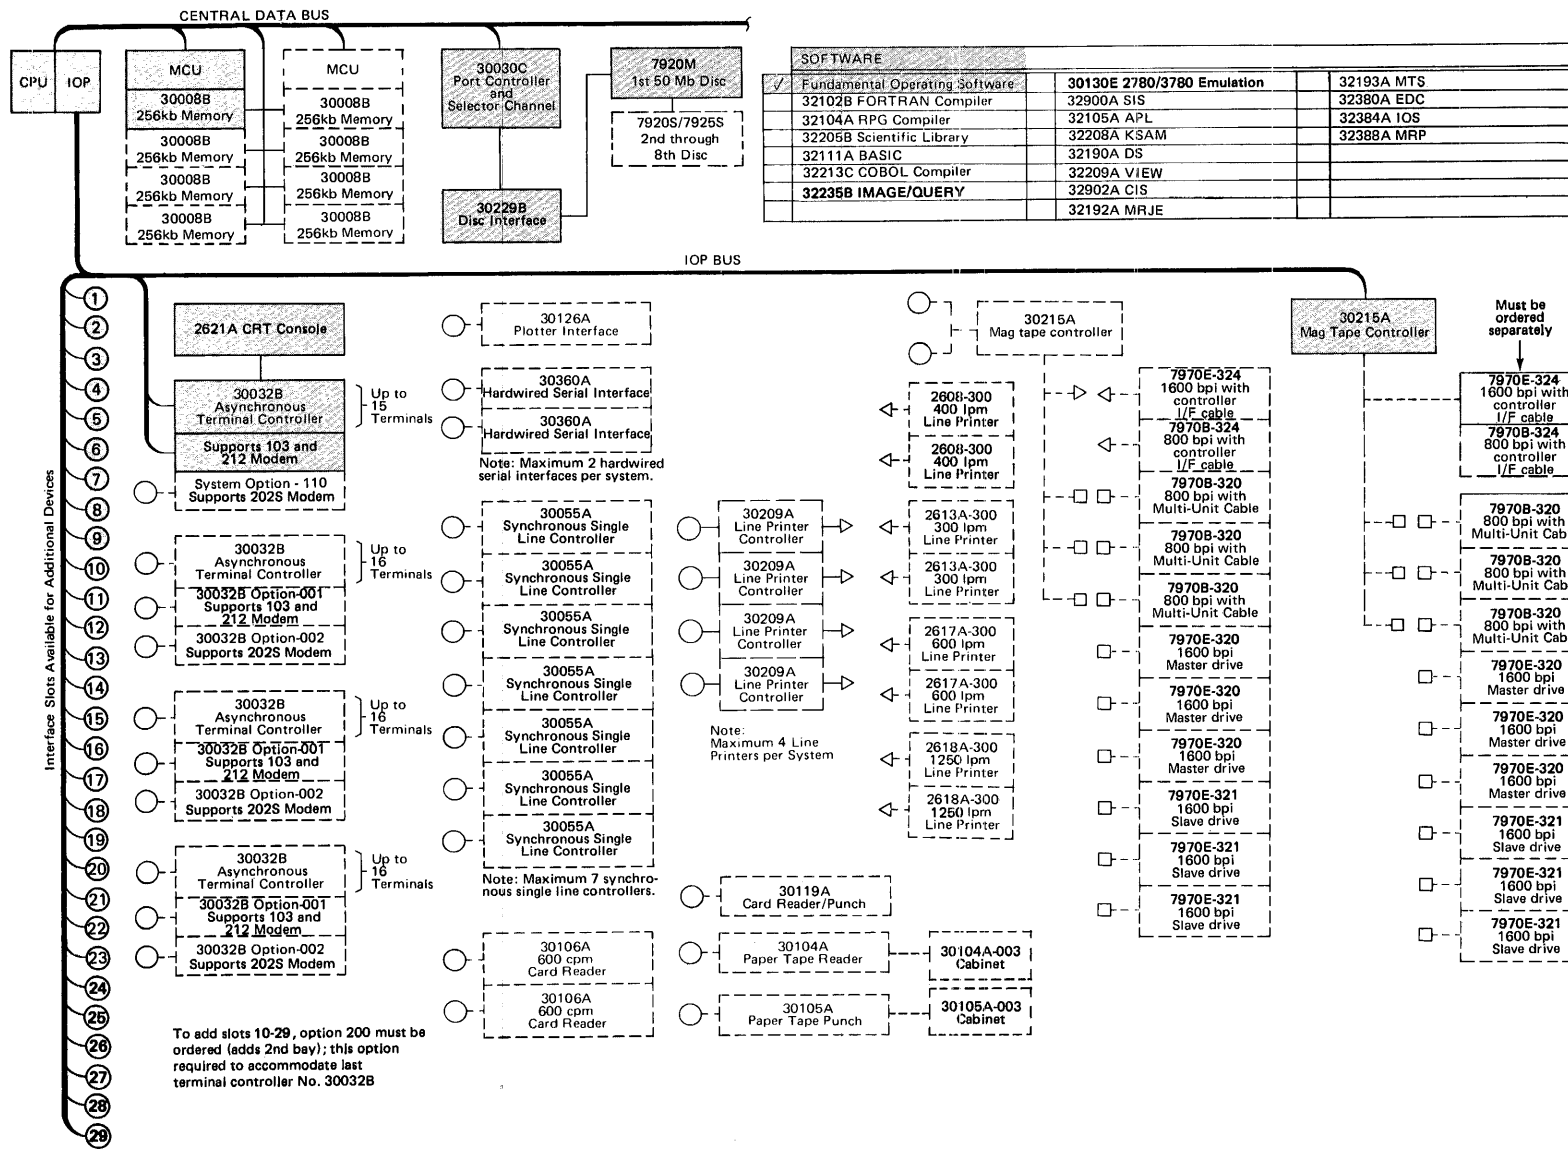 CENTRAL DATA BUS
CPU
IOP
MCU
30008B
256kb Memory
30008B
256kb Memory
30008B
256kb Memory
30008B
256kb Memory
MCU
30008B
256kb Memory
30008B
256kb Memory
30008B
256kb Memory
30008B
256kb Memory
30030C
Port Controller
and
Selector Channel
30229B
Disc Interface
7920M
1st 50 Mb Disc
7920S/7925S
2nd through
8th Disc
SOFTWARE
√ Fundamental Operating Software
32102B FORTRAN Compiler
32104A RPG Compiler
32205B Scientific Library
32111A BASIC
32213C COBOL Compiler
32235B IMAGE/QUERY
30130E 2780/3780 Emulation
32900A SIS
32105A APL
32208A KSAM
32190A DS
32209A VIEW
32902A CIS
32192A MRJE
32193A MTS
32380A EDC
32384A IOS
32388A MRP
IOP BUS
Interface Slots Available for Additional Devices
1
2
3
4
5
6
7
8
9
10
11
12
13
14
15
16
17
18
19
20
21
22
23
24
25
26
27
28
29
2621A CRT Console
30032B
Asynchronous
Terminal Controller
Up to
15
Terminals
Supports 103 and
212 Modem
System Option - 110
Supports 202S Modem
30032B
Asynchronous
Terminal Controller
Up to
16
Terminals
30032B Option-001
Supports 103 and
212 Modem
30032B Option-002
Supports 202S Modem
30032B
Asynchronous
Terminal Controller
Up to
16
Terminals
30032B Option-001
Supports 103 and
212 Modem
30032B Option-002
Supports 202S Modem
30032B
Asynchronous
Terminal Controller
Up to
16
Terminals
30032B Option-001
Supports 103 and
212 Modem
30032B Option-002
Supports 202S Modem
To add slots 10-29, option 200 must be
ordered (adds 2nd bay); this option
required to accommodate last
terminal controller No. 30032B
30126A
Plotter Interface
30360A
Hardwired Serial Interface
30360A
Hardwired Serial Interface
Note: Maximum 2 hardwired
serial interfaces per system.
30055A
Synchronous Single
Line Controller
30055A
Synchronous Single
Line Controller
30055A
Synchronous Single
Line Controller
30055A
Synchronous Single
Line Controller
30055A
Synchronous Single
Line Controller
30055A
Synchronous Single
Line Controller
30055A
Synchronous Single
Line Controller
Note: Maximum 7 synchro-
nous single line controllers.
30106A
600 cpm
Card Reader
30106A
600 cpm
Card Reader
30209A
Line Printer
Controller
30209A
Line Printer
Controller
30209A
Line Printer
Controller
30209A
Line Printer
Controller
Note:
Maximum 4 Line
Printers per System
30119A
Card Reader/Punch
30104A
Paper Tape Reader
30104A-003
Cabinet
30105A
Paper Tape Punch
30105A-003
Cabinet
2608-300
400 lpm
Line Printer
2608-300
400 lpm
Line Printer
2613A-300
300 lpm
Line Printer
2613A-300
300 lpm
Line Printer
2617A-300
600 lpm
Line Printer
2617A-300
600 lpm
Line Printer
2618A-300
1250 lpm
Line Printer
2618A-300
1250 lpm
Line Printer
30215A
Mag tape controller
7970E-324
1600 bpi with
controller
I/F cable
7970B-324
800 bpi with
controller
I/F cable
7970B-320
800 bpi with
Multi-Unit Cable
7970B-320
800 bpi with
Multi-Unit Cable
7970B-320
800 bpi with
Multi-Unit Cable
7970E-320
1600 bpi
Master drive
7970E-320
1600 bpi
Master drive
7970E-320
1600 bpi
Master drive
7970E-321
1600 bpi
Slave drive
7970E-321
1600 bpi
Slave drive
7970E-321
1600 bpi
Slave drive
30215A
Mag Tape Controller
Must be
ordered
separately
7970E-324
1600 bpi with
controller
I/F cable
7970B-324
800 bpi with
controller
I/F cable
7970B-320
800 bpi with
Multi-Unit Cab
7970B-320
800 bpi with
Multi-Unit Cab
7970B-320
800 bpi with
Multi-Unit Cab
7970E-320
1600 bpi
Master drive
7970E-320
1600 bpi
Master drive
7970E-320
1600 bpi
Master drive
7970E-321
1600 bpi
Slave drive
7970E-321
1600 bpi
Slave drive
7970E-321
1600 bpi
Slave drive